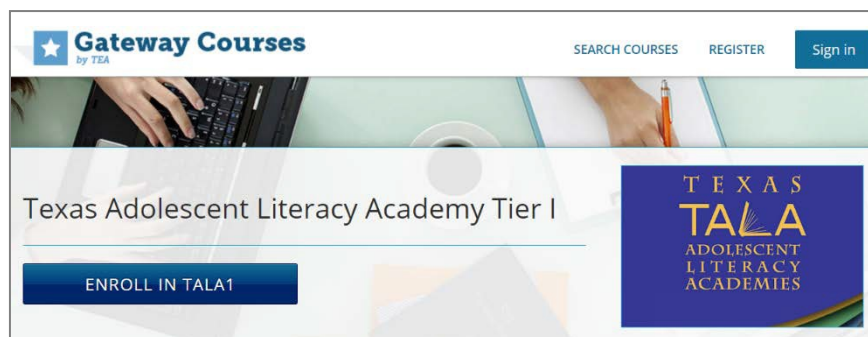 Gateway Courses
by TEA
SEARCH COURSES
REGISTER
Sign in
Texas Adolescent Literacy Academy Tier I
ENROLL IN TALA1
TEXAS
TALA
ADOLESCENT
LITERACY
ACADEMIES